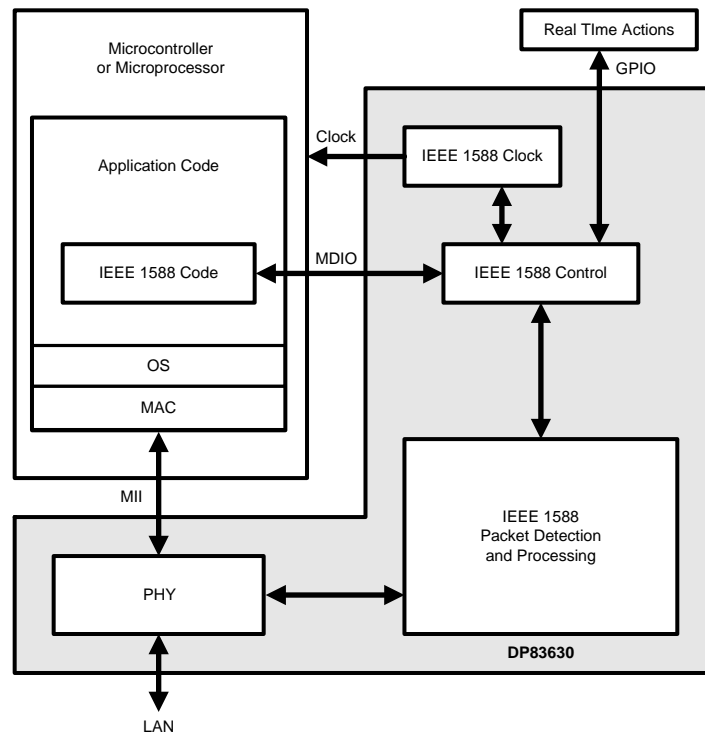 Microcontroller
or Microprocessor
Real TIme Actions
GPIO
Clock
IEEE 1588 Clock
Application Code
IEEE 1588 Code
MDIO
IEEE 1588 Control
OS
MAC
MII
IEEE 1588
Packet Detection
and Processing
PHY
DP83630
LAN